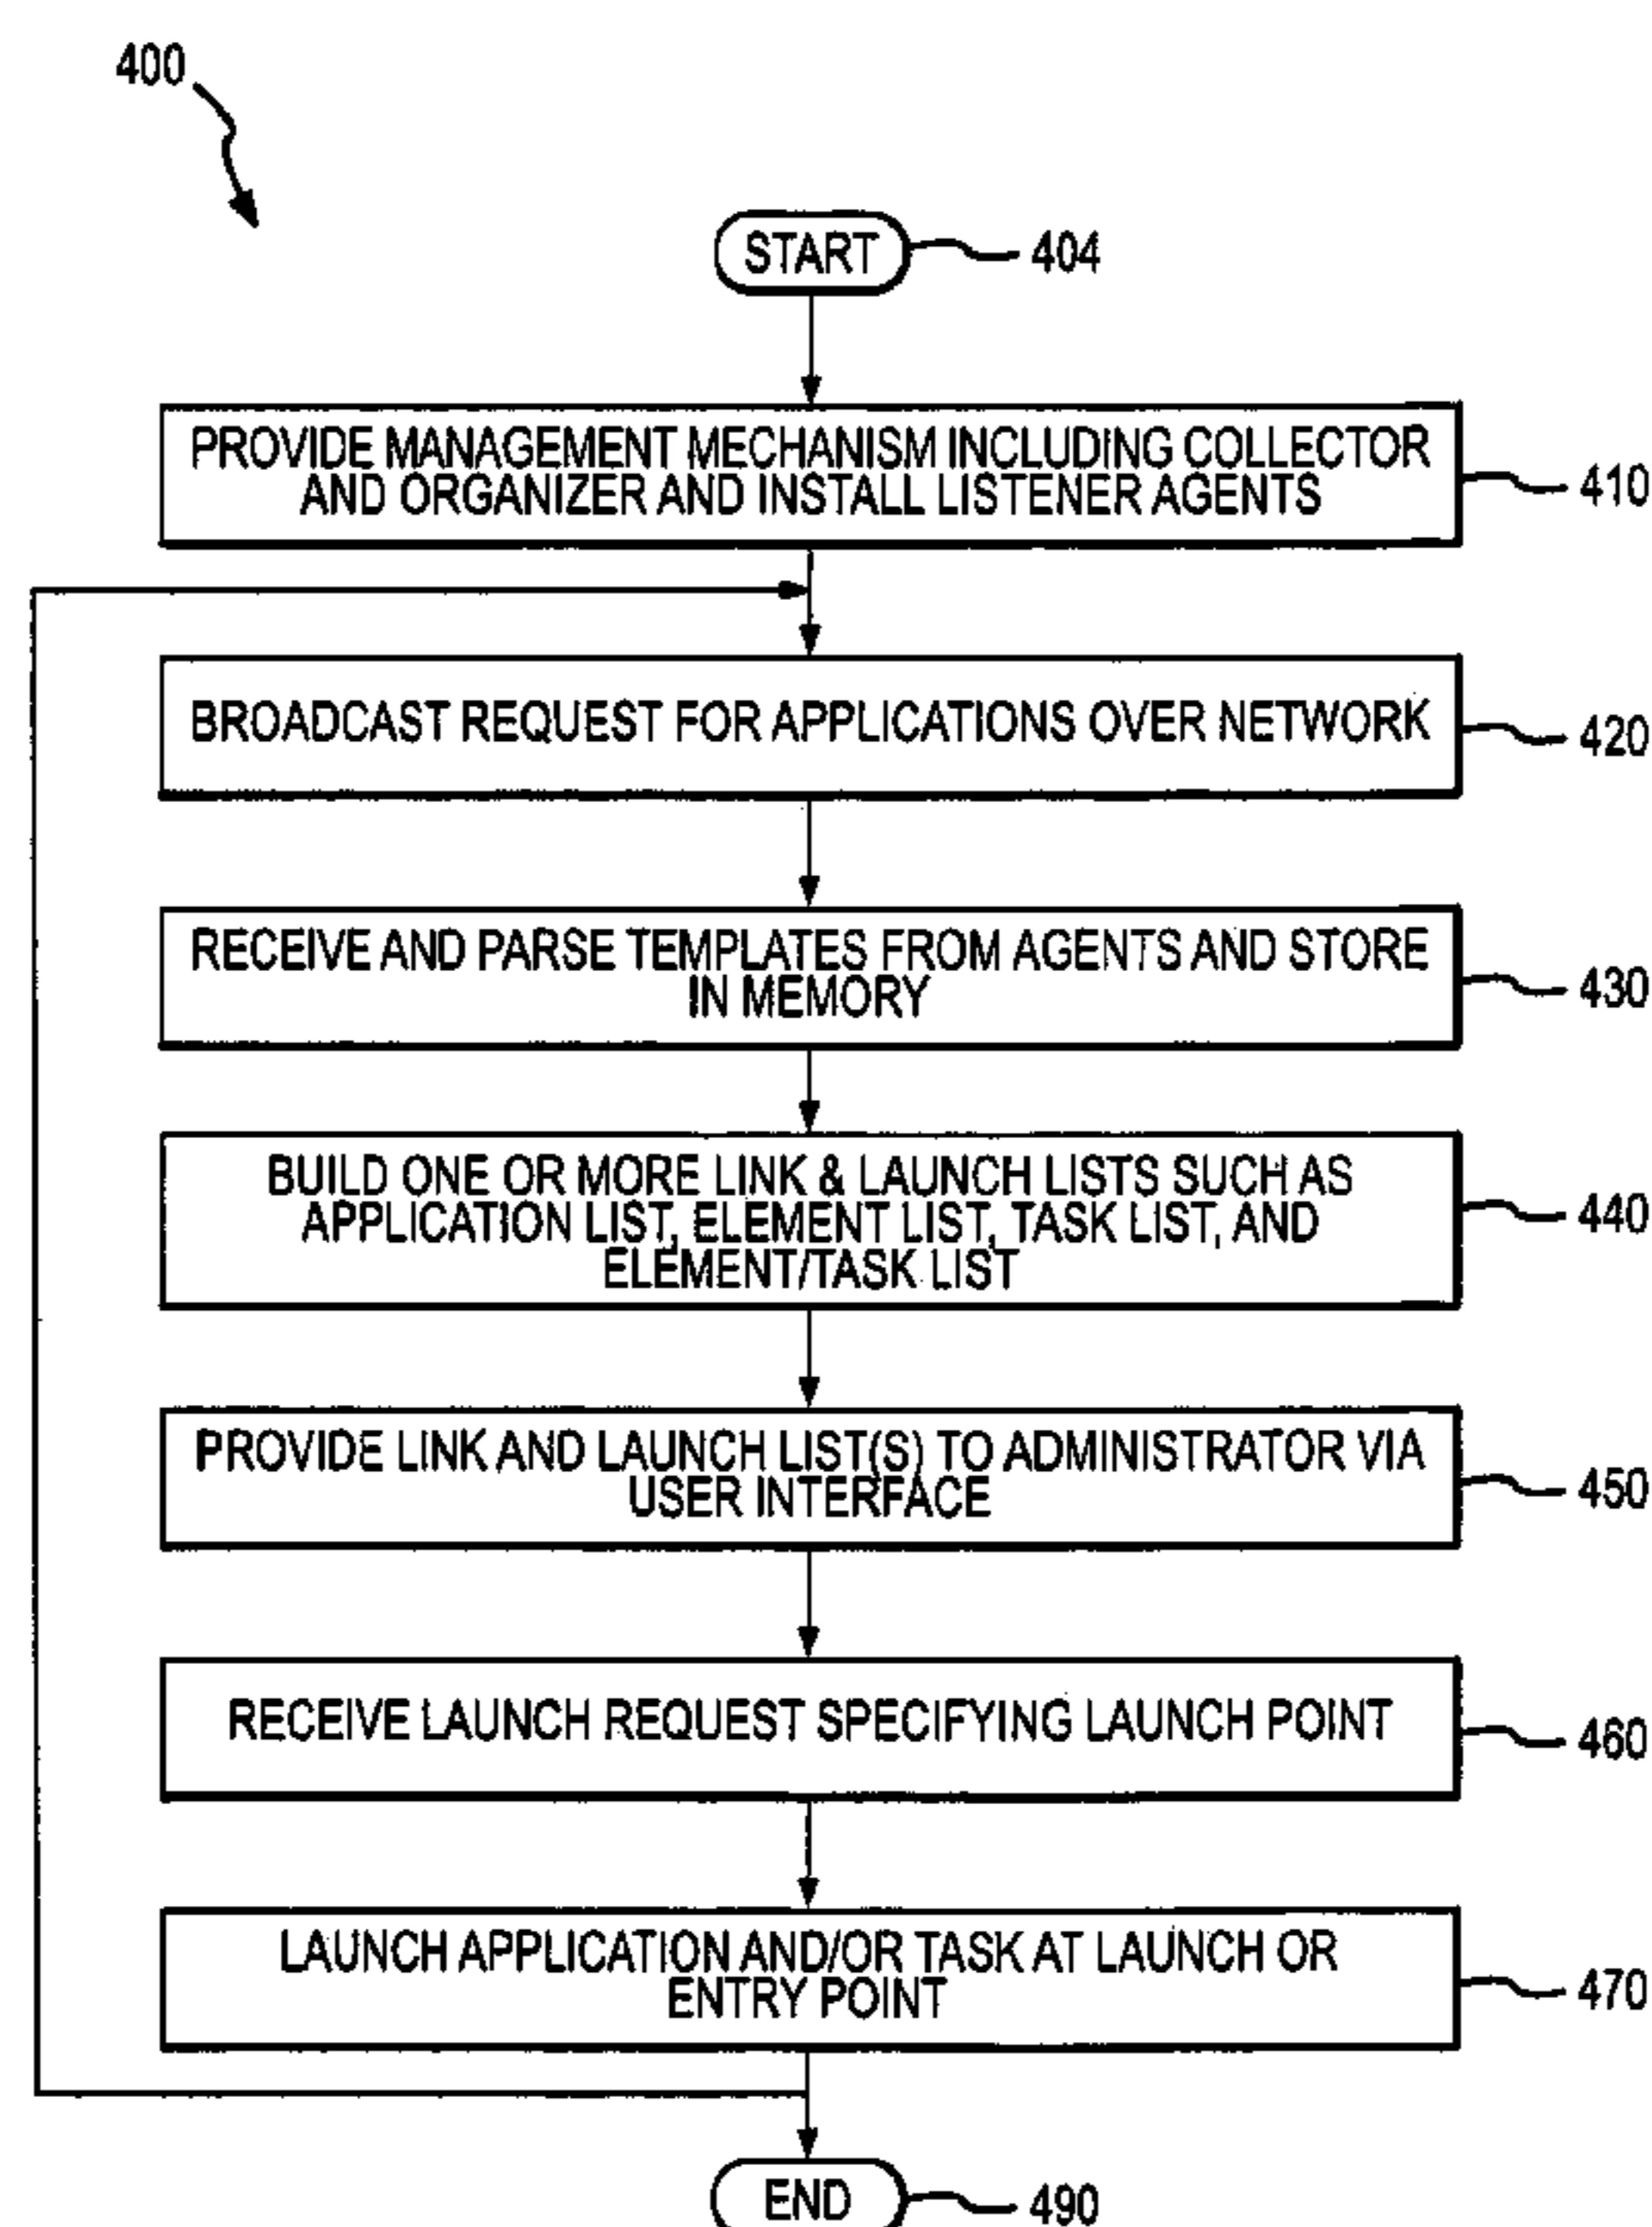 400
START
404
PROVIDE MANAGEMENT MECHANISM INCLUDING COLLECTOR
AND ORGANIZER AND INSTALL LISTENER AGENTS
410
BROADCAST REQUEST FOR APPLICATIONS OVER NETWORK
420
RECEIVE AND PARSE TEMPLATES FROM AGENTS AND STORE
IN MEMORY
430
BUILD ONE OR MORE LINK & LAUNCH LISTS SUCH AS
APPLICATION LIST, ELEMENT LIST, TASK LIST, AND
ELEMENT/TASK LIST
440
PROVIDE LINK AND LAUNCH LIST(S) TO ADMINISTRATOR VIA
USER INTERFACE
450
RECEIVE LAUNCH REQUEST SPECIFYING LAUNCH POINT
460
LAUNCH APPLICATION AND/OR TASK AT LAUNCH OR
ENTRY POINT
470
END
490